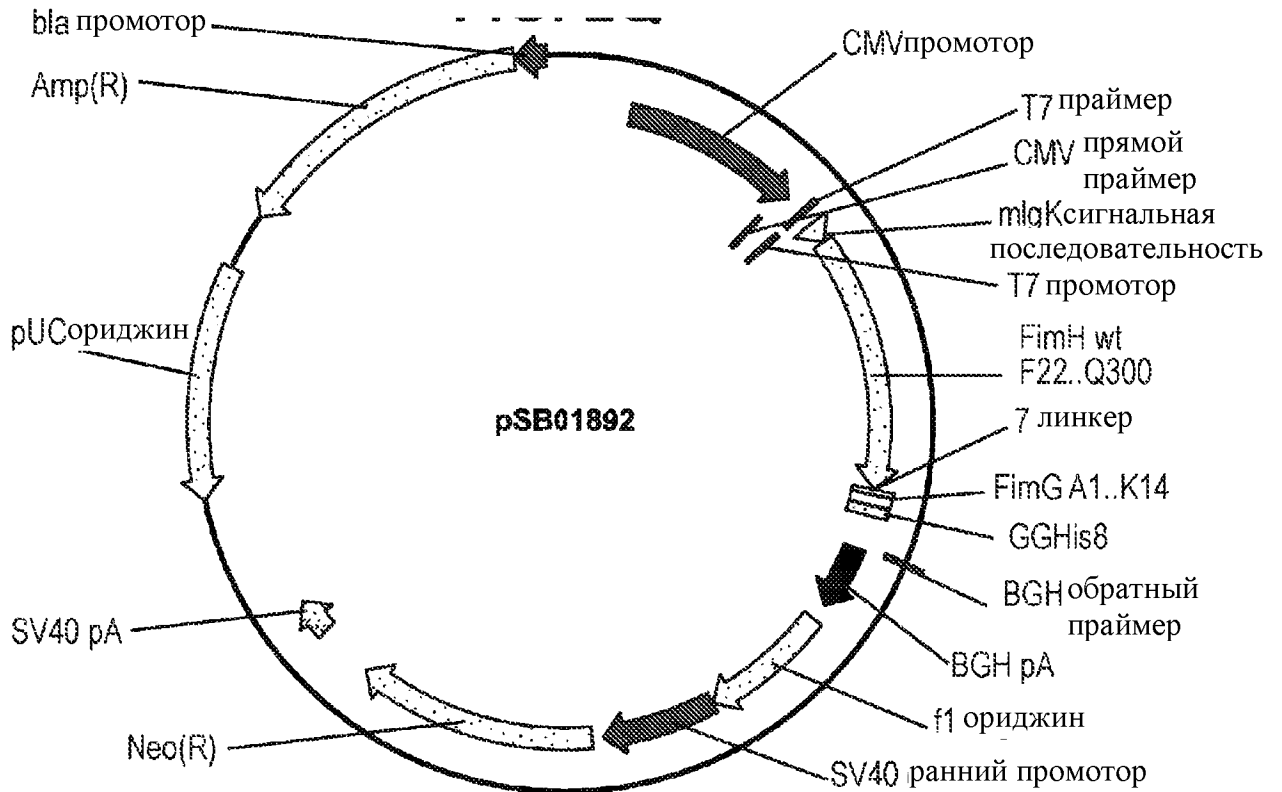 bla промотор
Amp(R)
pUCориджин
SV40 pA
Neo(R)
pSB01892
CMVпромотор
T7 праймер
CMV прямой
праймер
mIgKсигнальная
последовательность
T7 промотор
FimH wt
F22..Q300
7 линкер
FimG A1..K14
GGHis8
BGH обратный
праймер
BGH pA
f1 ориджин
SV40 ранний промотор